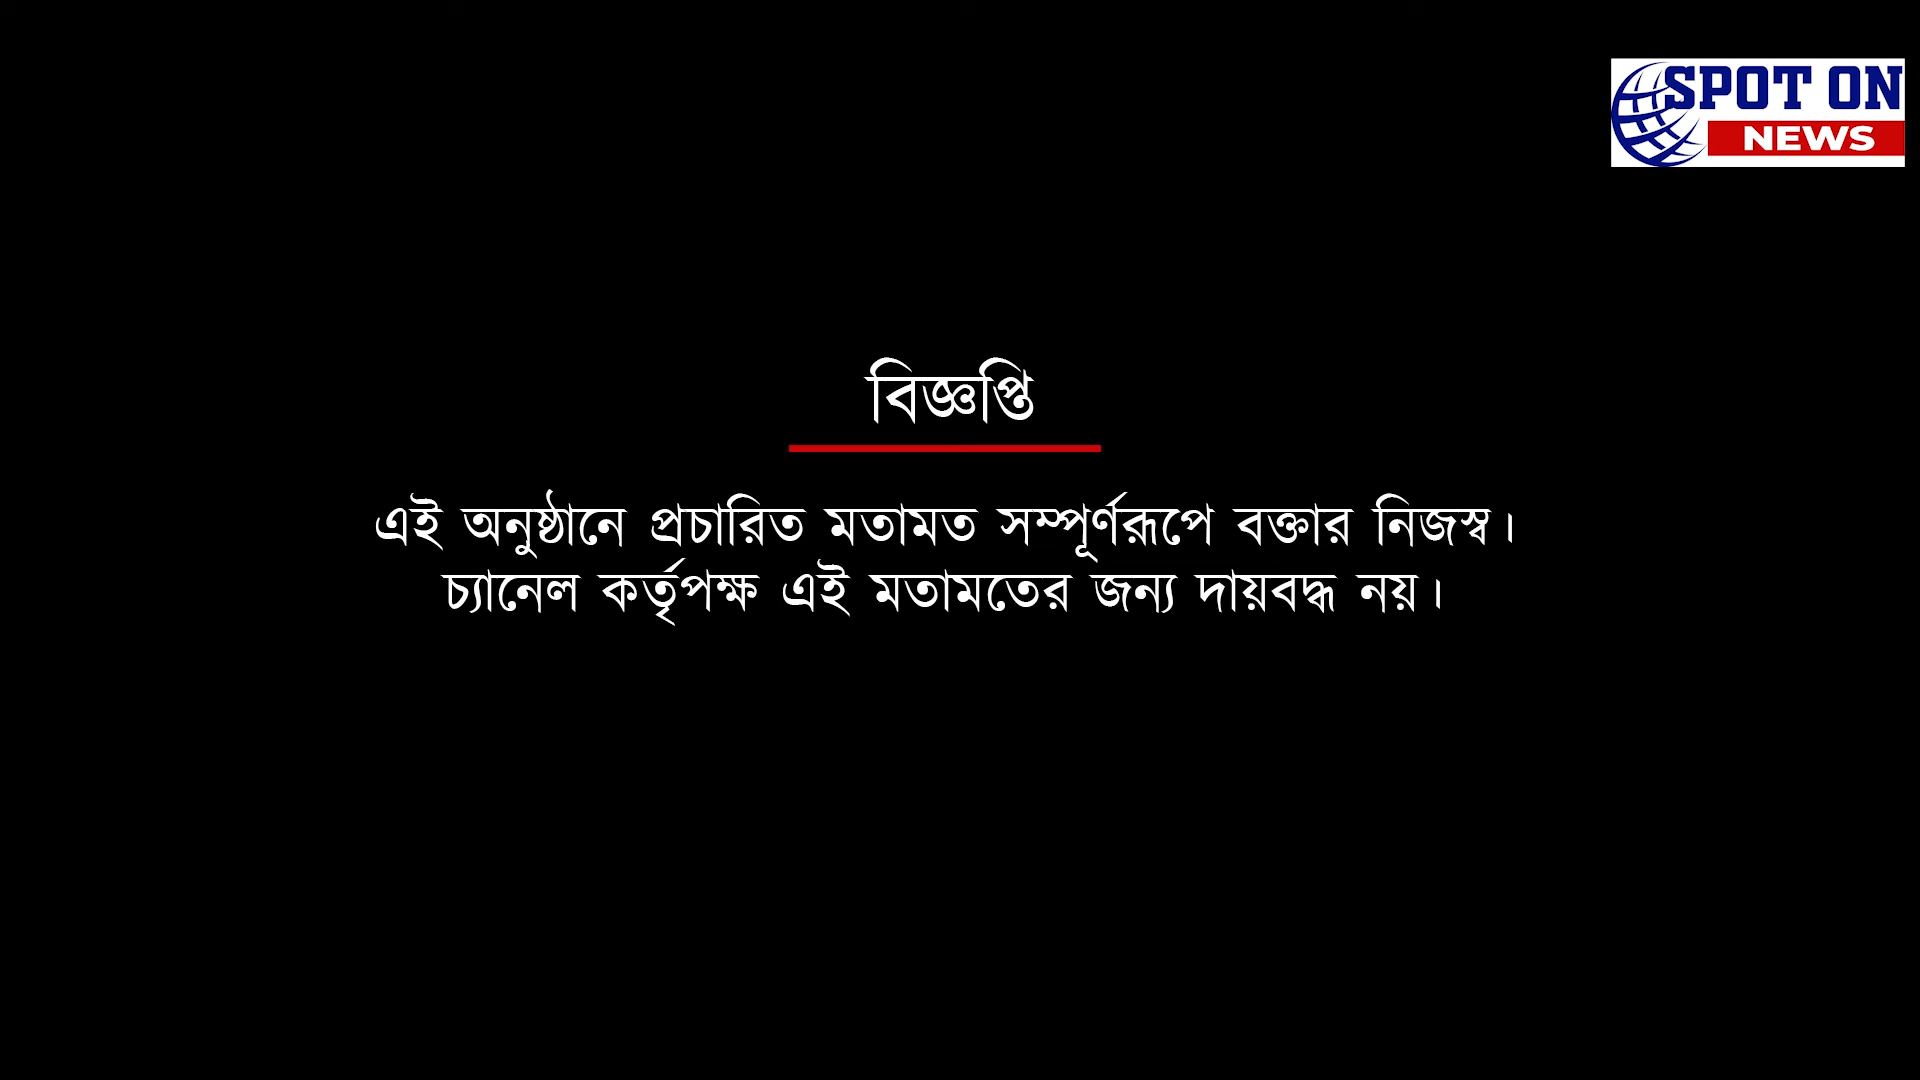 SPOT ON
NEWS
বিজ্ঞপ্তি
এই অনুষ্ঠানে প্রচারিত মতামত সম্পূর্ণরূপে বক্তার নিজস্ব।
চ্যানেল কর্তৃপক্ষ এই মতামতের জন্য দায়বদ্ধ নয়।